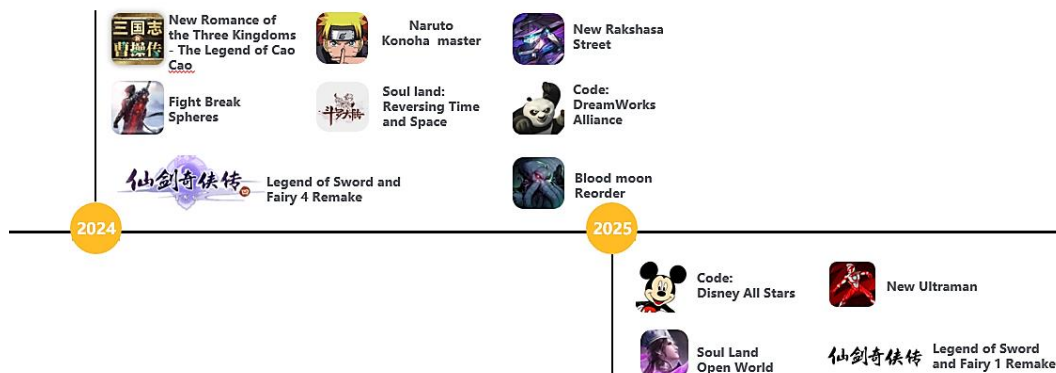 三国志
曹操传
New Romance of
the Three Kingdoms
- The Legend of Cao
Cao
Naruto
Konoha  master
New Rakshasa
Street
Fight Break
Spheres
斗罗大陆
Soul land:
Reversing Time
and Space
Code:
DreamWorks
Alliance
仙剑奇侠传
Legend of Sword and
Fairy 4 Remake
Blood moon
Reorder
2024
2025
Code:
Disney All Stars
New Ultraman
Soul Land
Open World
仙剑奇侠传
Legend of Sword
and Fairy 1 Remake